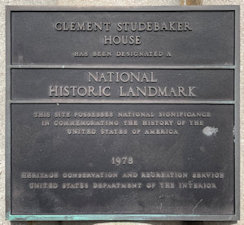 CLEMENT STUDEBAKER
HOUSE
HAS BEEN DESIGNATED A
NATIONAL
HISTORIC LANDMARK
THIS SITE POSSESSES NATIONAL SIGNIFICANCE
IN COMMEMORATING THE HISTORY OF THE
UNITED STATES OF AMERICA
1978
HERITAGE CONSERVATION AND RECREATION SERVICE
UNITED STATES DEPARTMENT OF THE INTERIOR